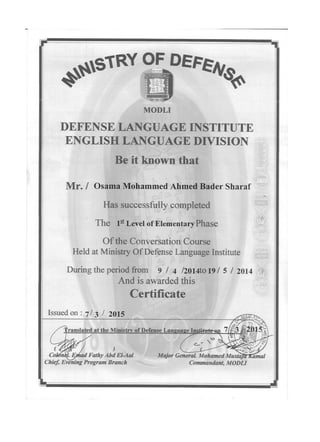 MINISTRY OF DEFENSE
MODLI
DEFENSE LANGUAGE INSTITUTE
ENGLISH LANGUAGE DIVISION
Be it known that
Mr. / Osama Mohammed Ahmed Bader Sharaf
Has successfully completed
The 1st Level of Elementary Phase
Of the Conversation Course
Held at Ministry Of Defense Language Institute
During the period from 9 / 4 /2014to 19/ 5 / 2014
And is awarded this
Certificate
Issued on : 7/ 3 / 2015
Translated at the Ministry of Defense Language Institute on 7 / 3 / 2015
Colonel. Emad Fathy Abd El-Aal
Chief, Evening Program Branch
Major General. Mohamed Mustafa Kamal
Commandant, MODLI